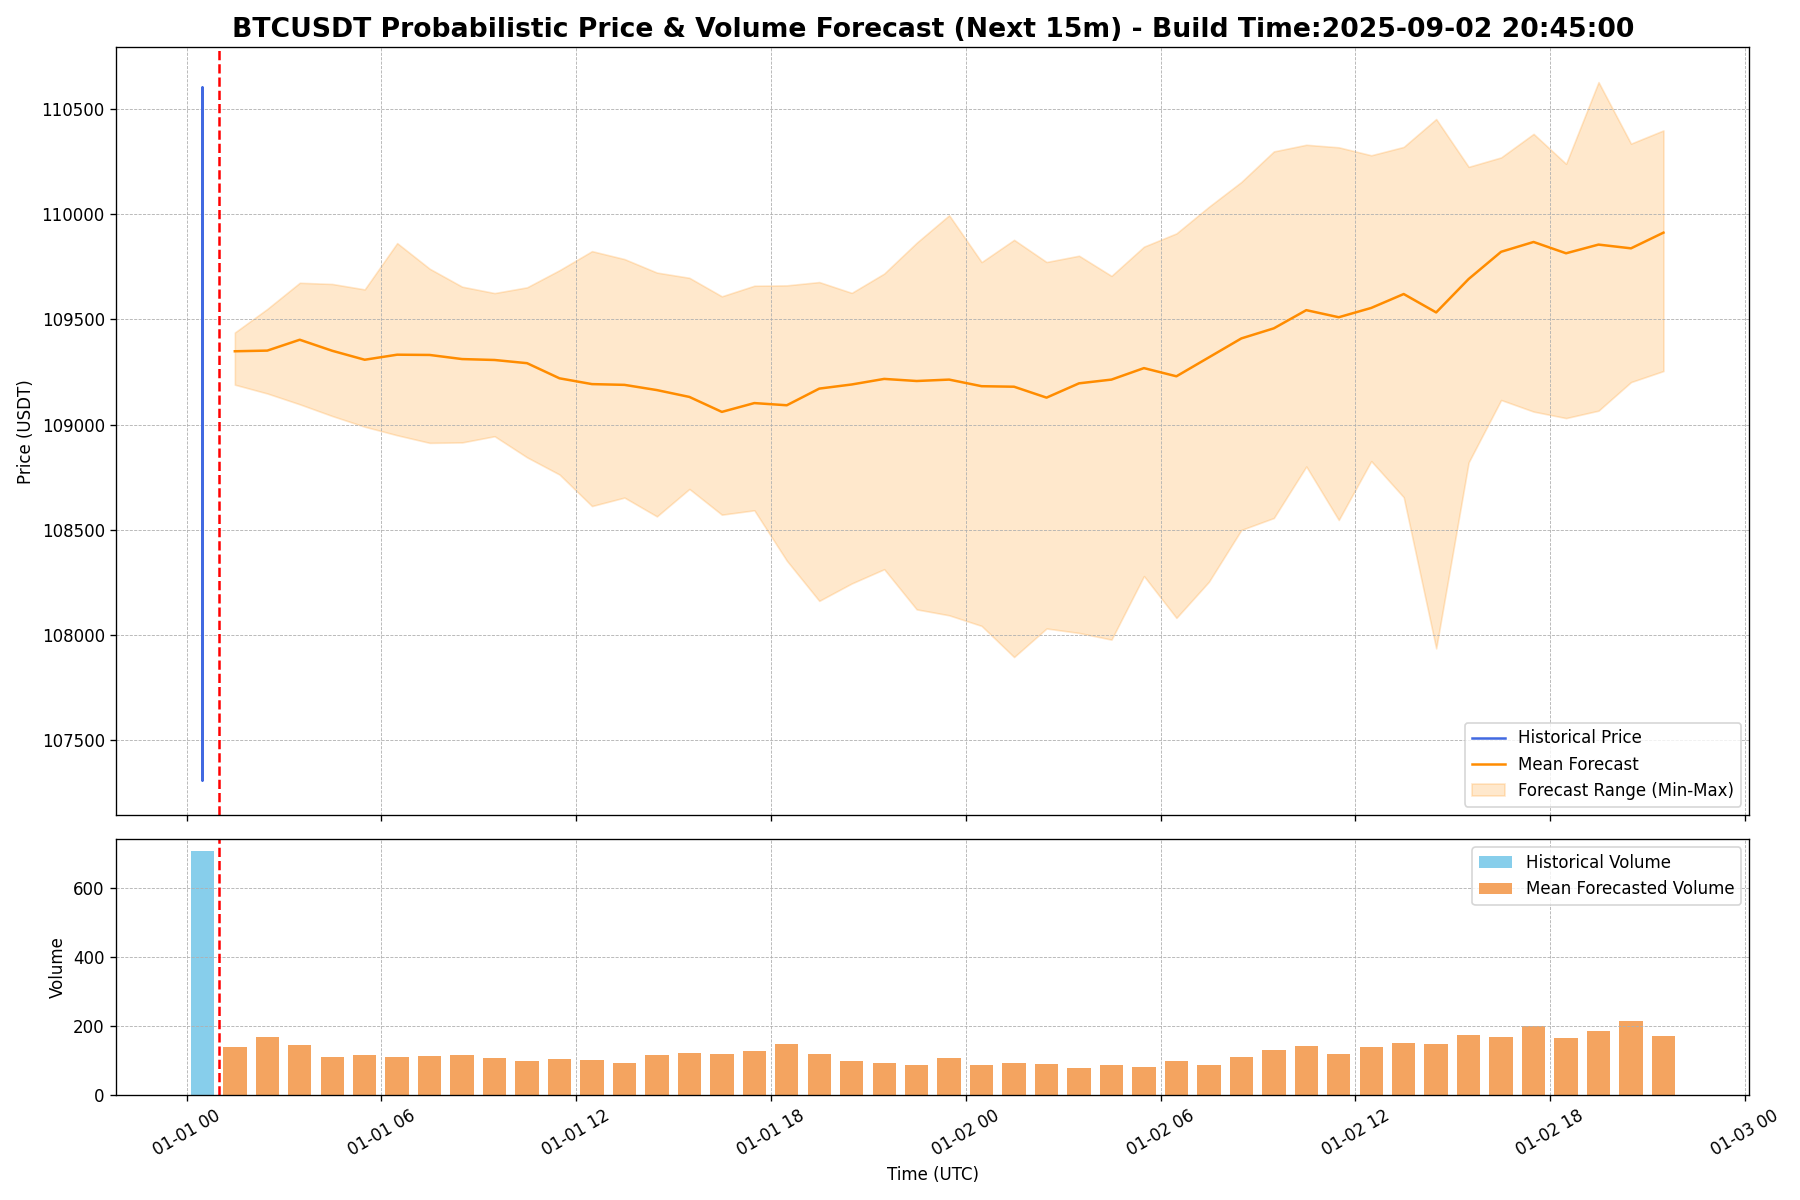 BTCUSDT Probabilistic Price & Volume Forecast (Next 15m) - Build Time:2025-09-02 20:45:00
110500
110000
109500
109000
108500
108000
107500
Price (USDT)
Historical Price
Mean Forecast
Forecast Range (Min-Max)
600
400
200
0
Volume
Historical Volume
Mean Forecasted Volume
01-01 00
01-01 06
01-01 12
01-01 18
01-02 00
01-02 06
01-02 12
01-02 18
01-03 00
Time (UTC)